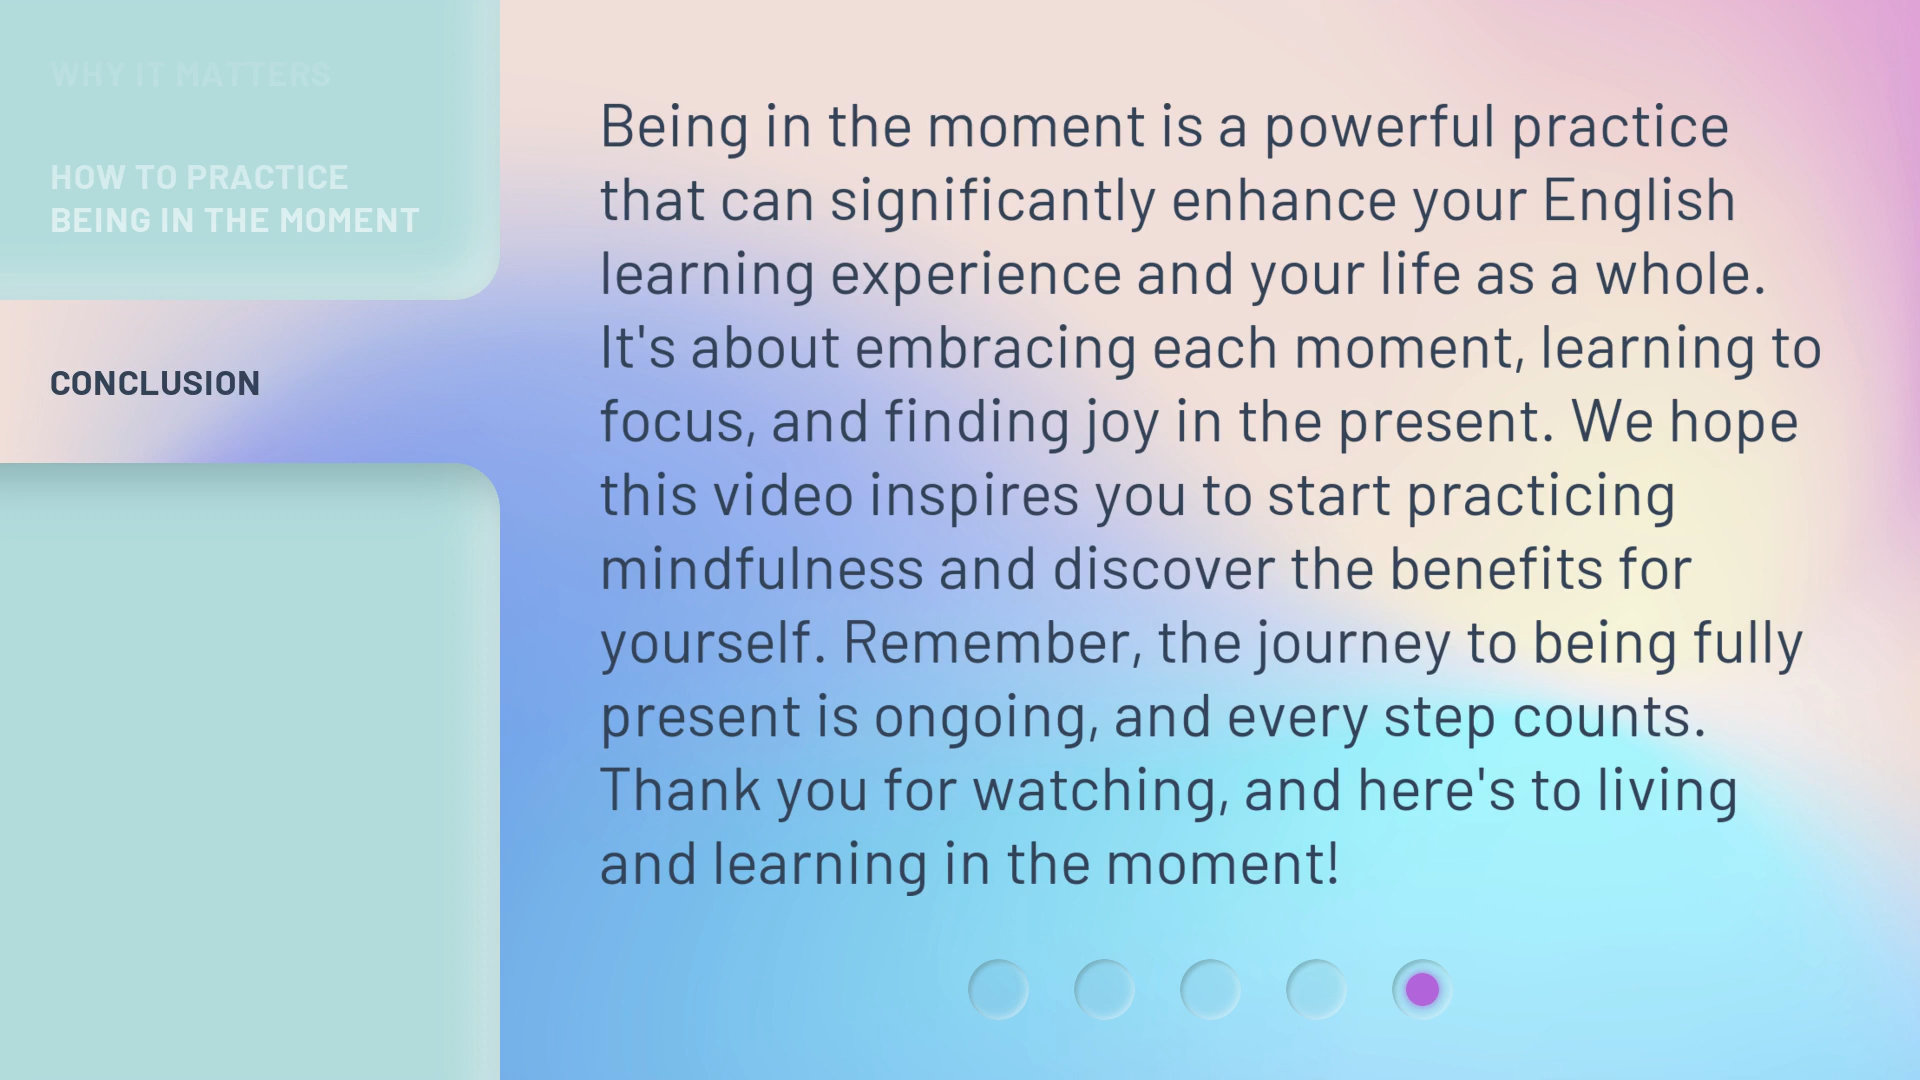 WHY IT MATTERS
HOW TO PRACTICE
BEING IN THE MOMENT
CONCLUSION
Being in the moment is a powerful practice
that can significantly enhance your English
learning experience and your life as a whole.
It's about embracing each moment, learning to
focus, and finding joy in the present. We hope
this video inspires you to start practicing
mindfulness and discover the benefits for
yourself. Remember, the journey to being fully
present is ongoing, and every step counts.
Thank you for watching, and here's to living
and learning in the moment!